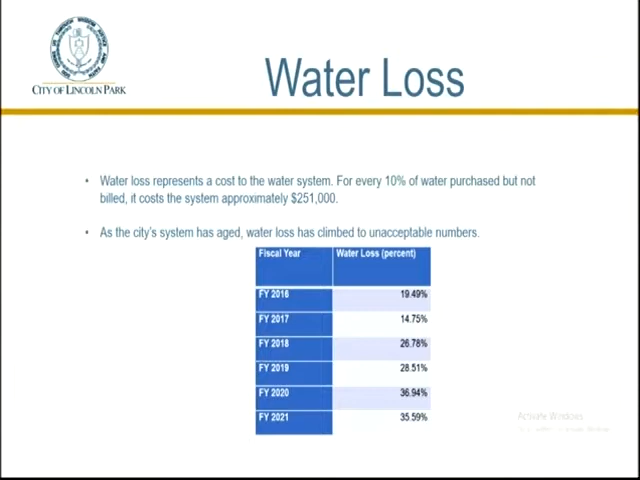 CITY OF LINCOLN PARK
Water Loss
• Water loss represents a cost to the water system. For every 10% of water purchased but not
billed, it costs the system approximately $251,000.
• As the city's system has aged, water loss has climbed to unacceptable numbers.
Fiscal Year Water Loss (percent)
FY 2016 19.49%
FY 2017 14.75%
FY 2018 26.78%
FY 2019 28.51%
FY 2020 36.94%
FY 2021 35.59%
Activate Windows